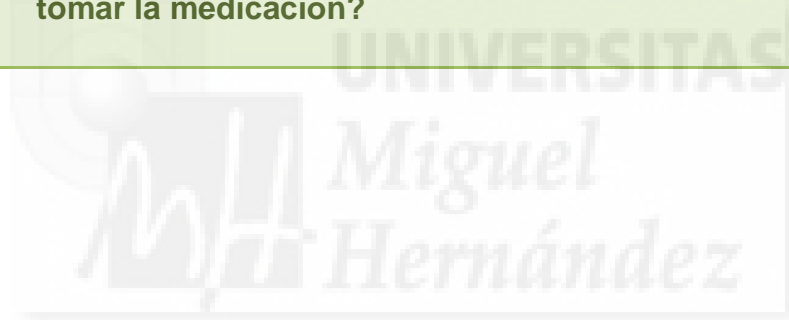 tomar la medicación?
UNIVERSITAS
Miguel
Hernández